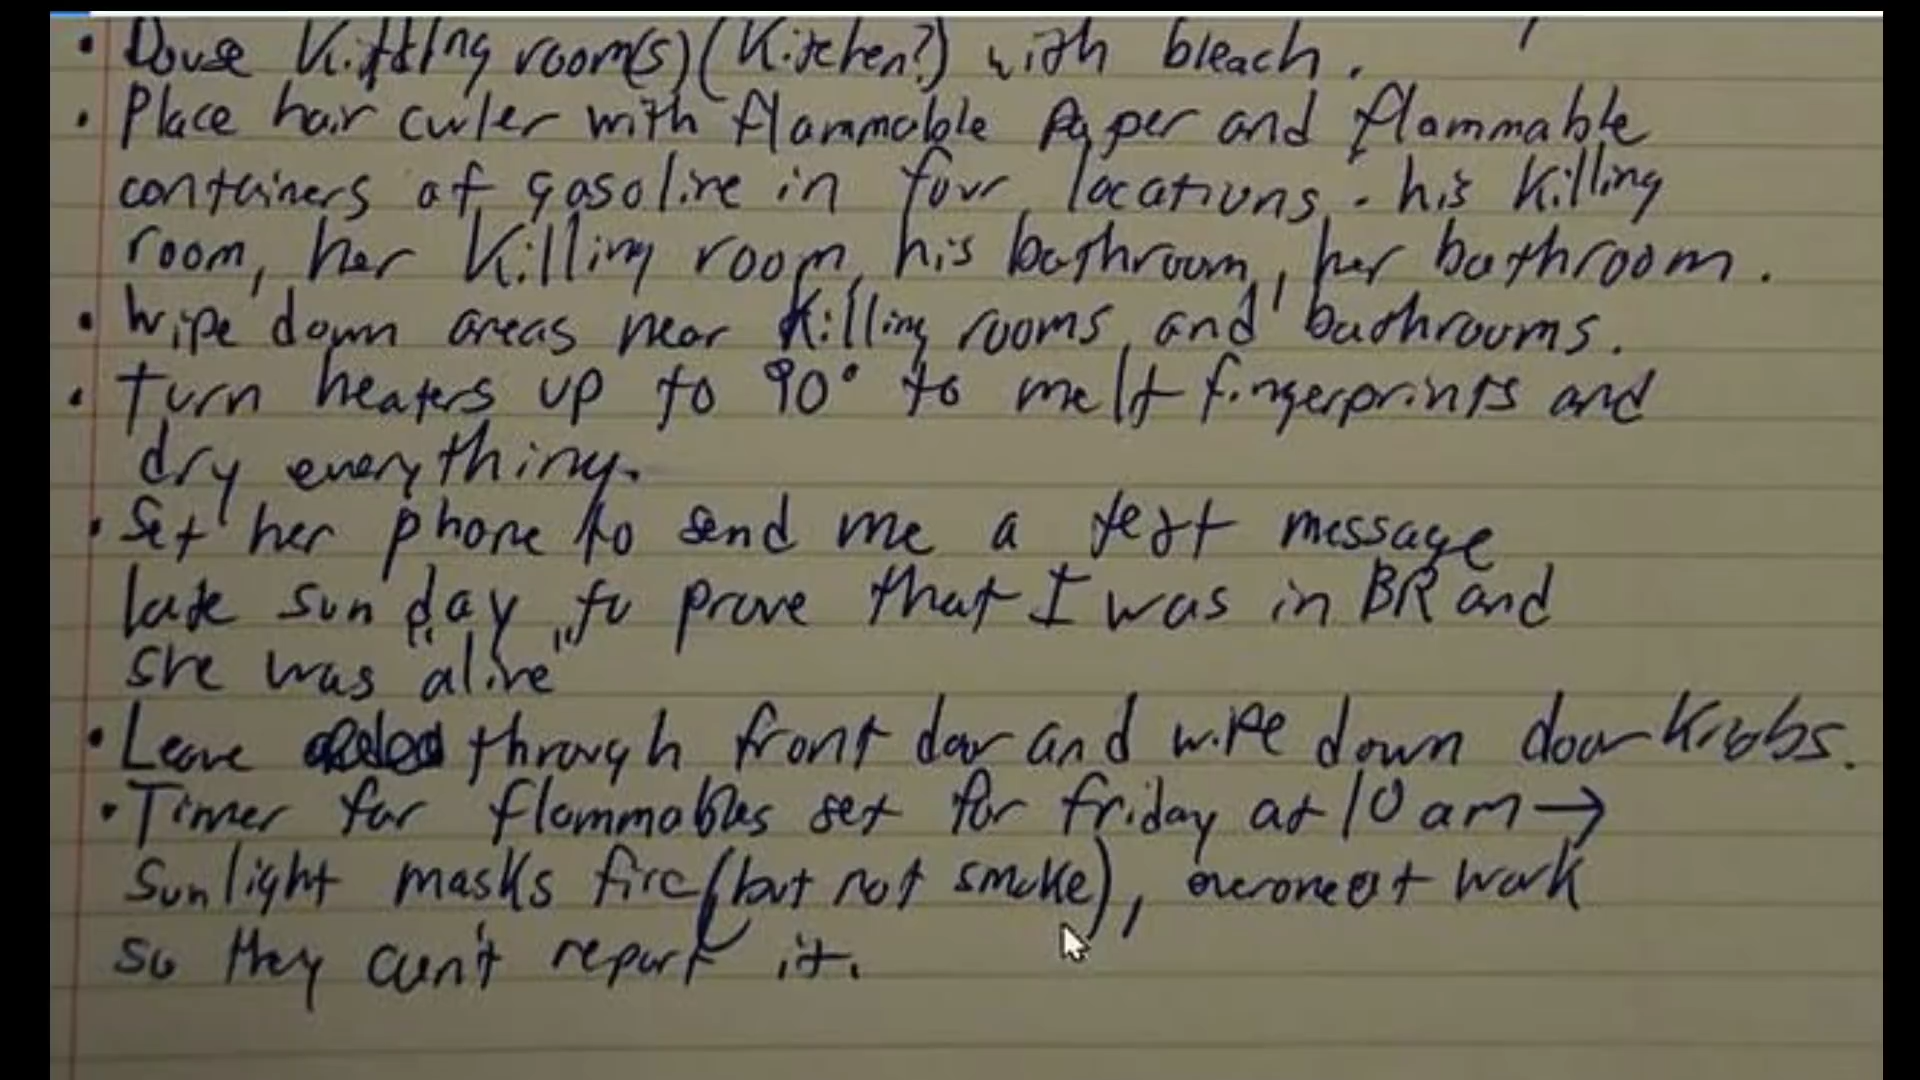 • Douse Killing room(s) (Kitchen?) with bleach.
• Place hair curler with flammable paper and flammable
containers of gasoline in four locations - his killing
room, her Killing room, his bathroom, her bathroom.
• Wipe down areas near Killing rooms and bathrooms.
• Turn heaters up to 90° to melt fingerprints and
dry everything.
• Set her phone to send me a text message
late Sunday to prove that I was in BR and
she was "alive"
• Leave through front door and wipe down door Knobs.
• Timer for flammables set for friday at 10 am →
Sunlight masks fire (but not smoke), everone at work
so they can't report it.